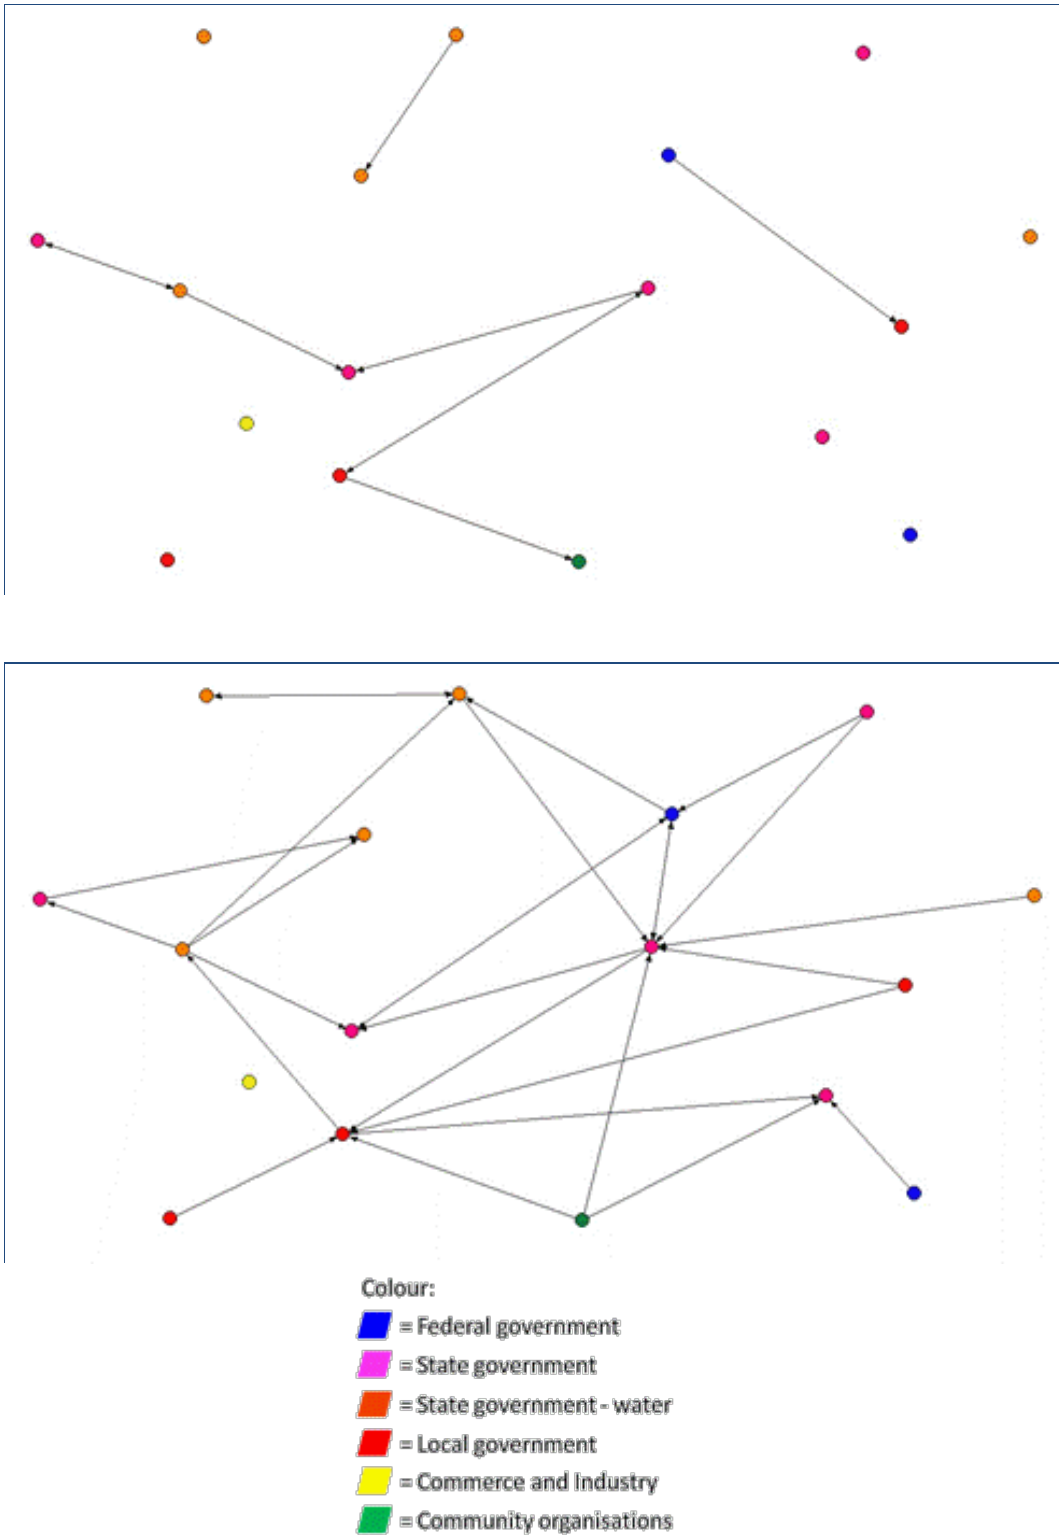 Colour:
= Federal government
= State government
= State government - water
= Local government
= Commerce and Industry
= Community organisations